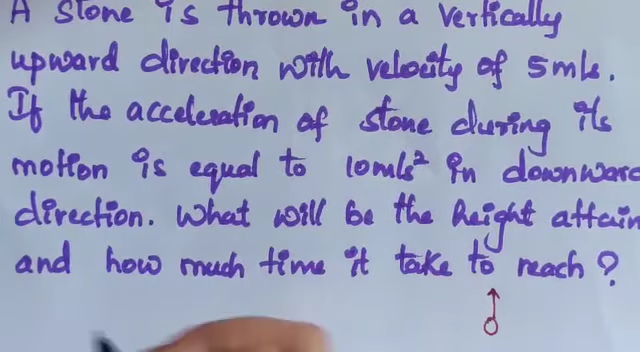 A stone is thrown in a vertically
upward direction with velocity of 5 m/s.
If the acceleration of stone during its
motion is equal to 10 m/s² in downward
direction. What will be the height attain
and how much time it take to reach?